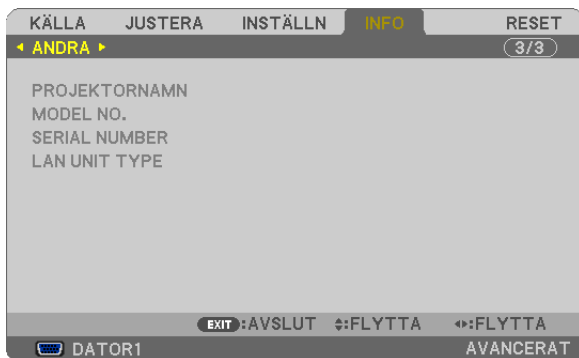 KÄLLA JUSTERA INSTÄLLN INFO RESET
◂ ANDRA ▸ 3/3
PROJEKTORNAMN
MODEL NO.
SERIAL NUMBER
LAN UNIT TYPE
EXIT:AVSLUT :FLYTTA :FLYTTA
DATOR1 AVANCERAT